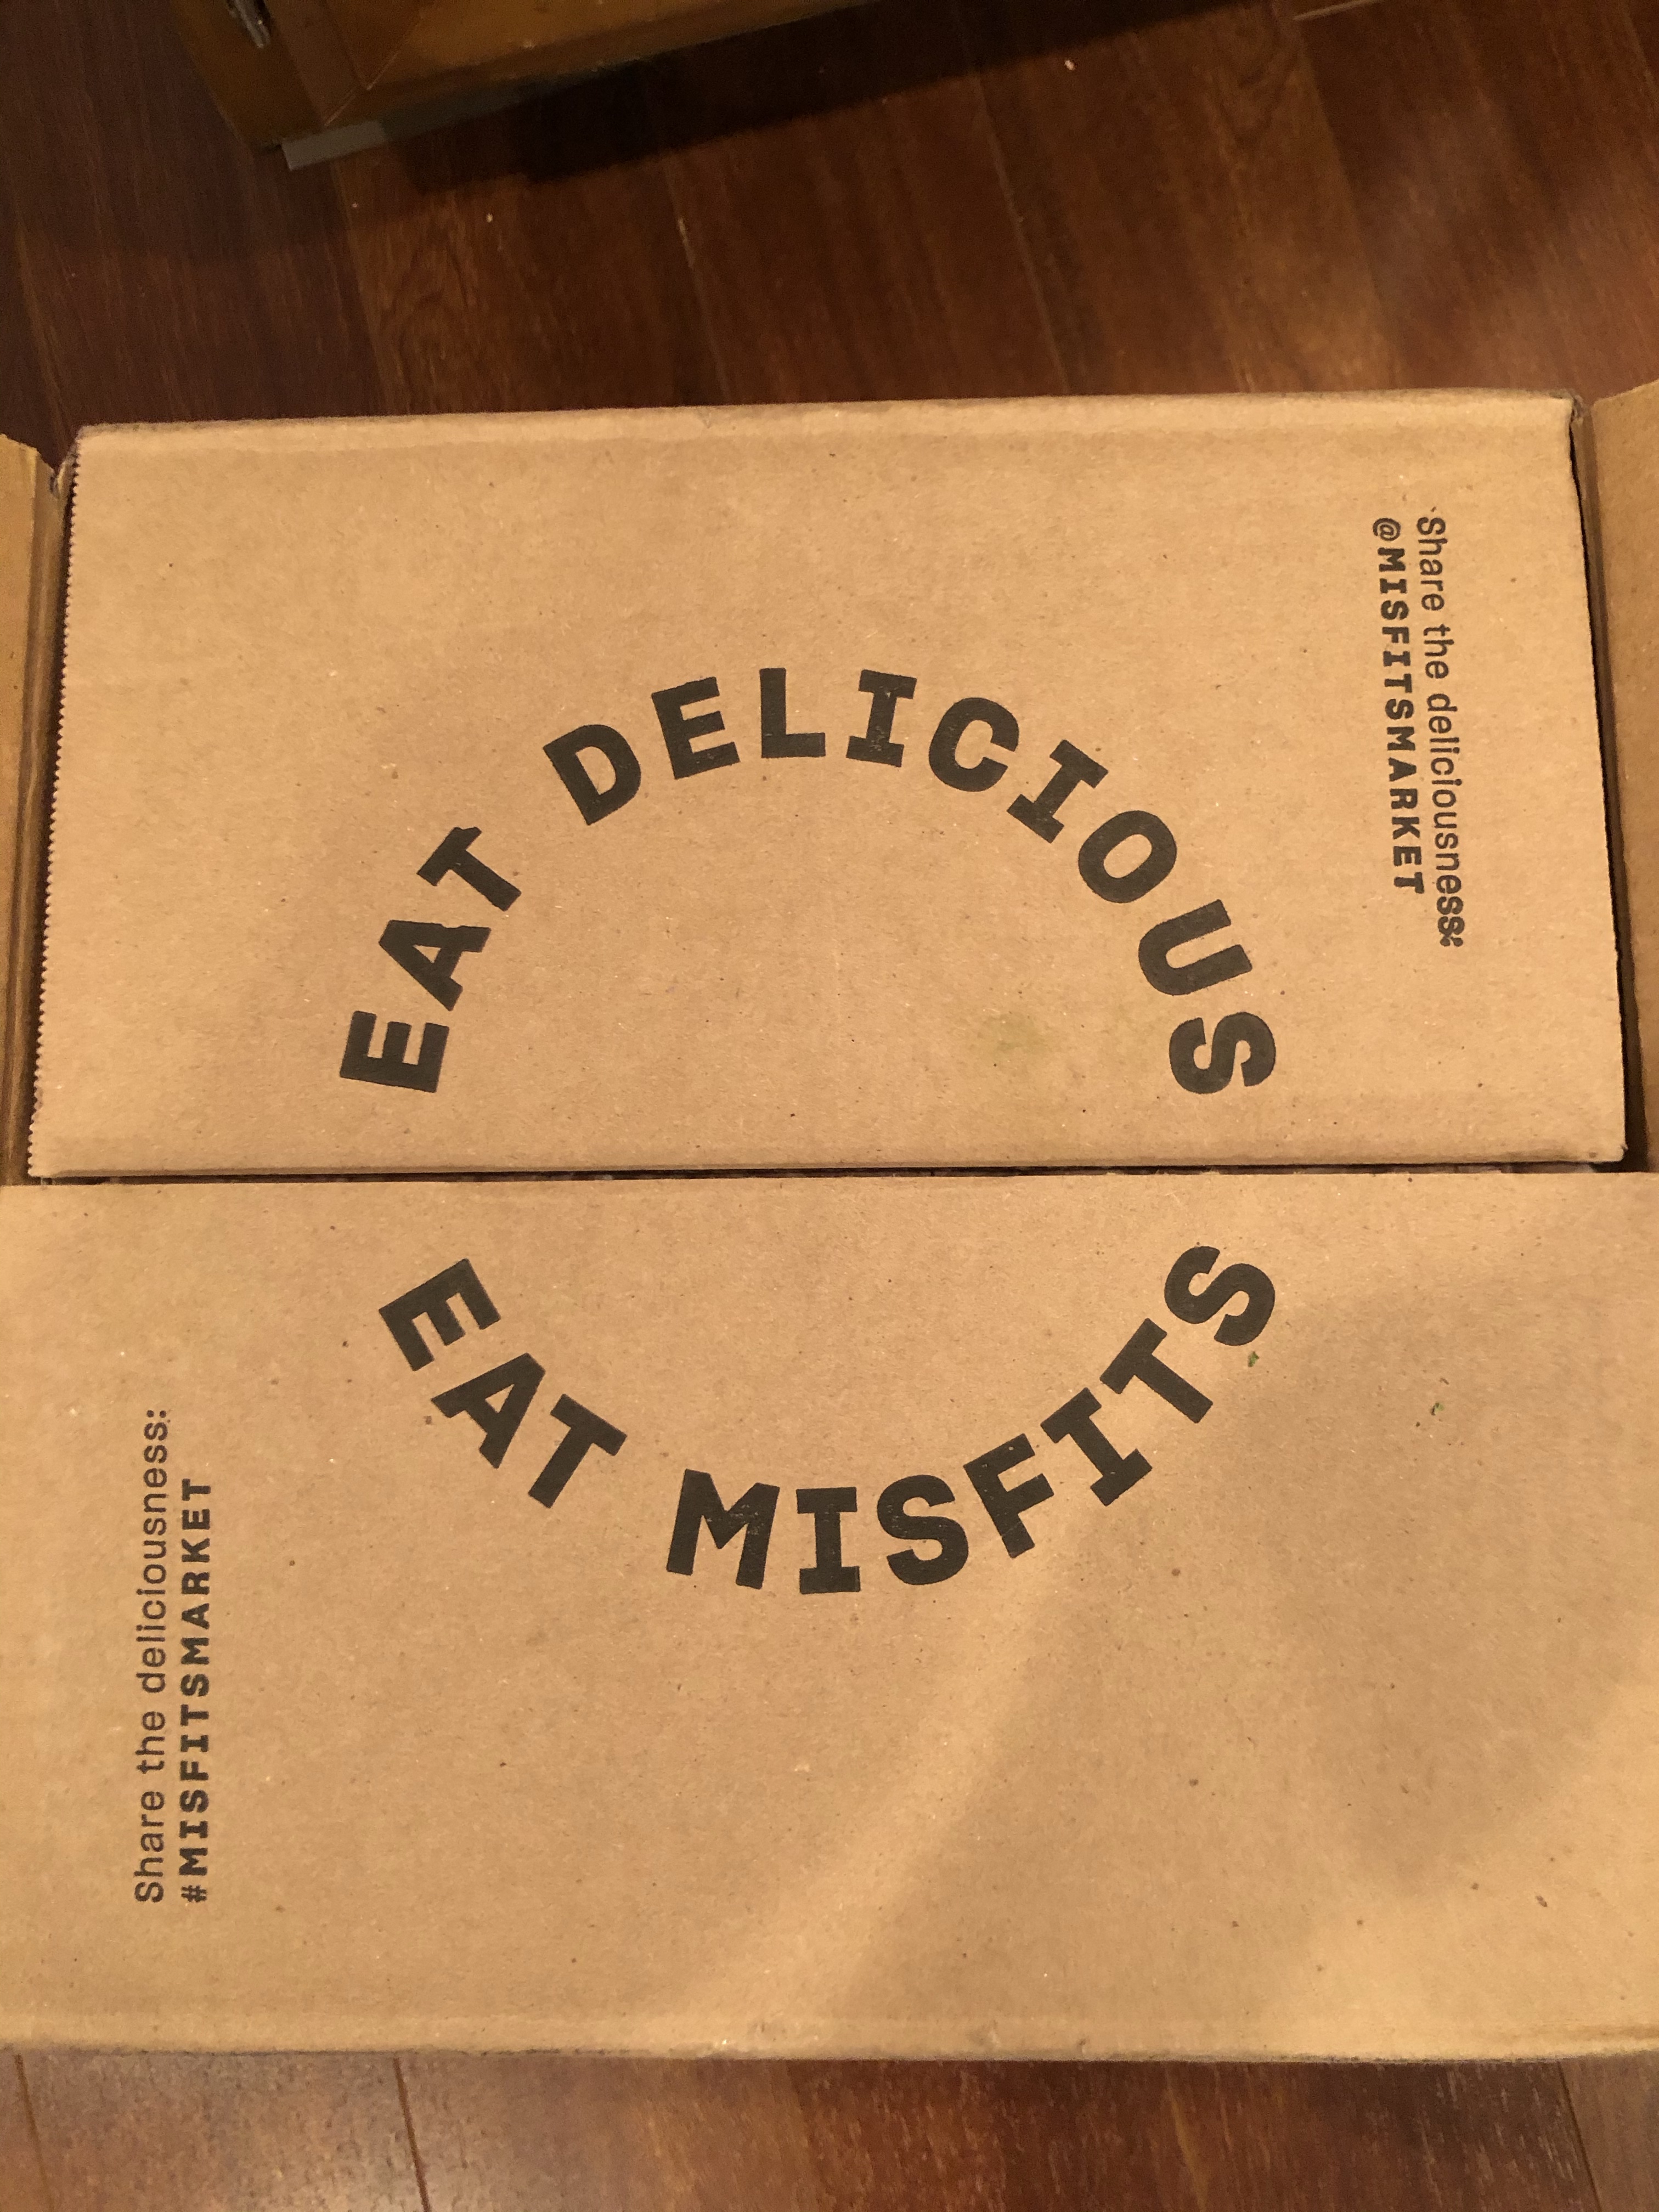 EAT DELICIOUS
Share the deliciousness:
@MISFITSMARKET
EAT MISFITS
Share the deliciousness:
#MISFITSMARKET